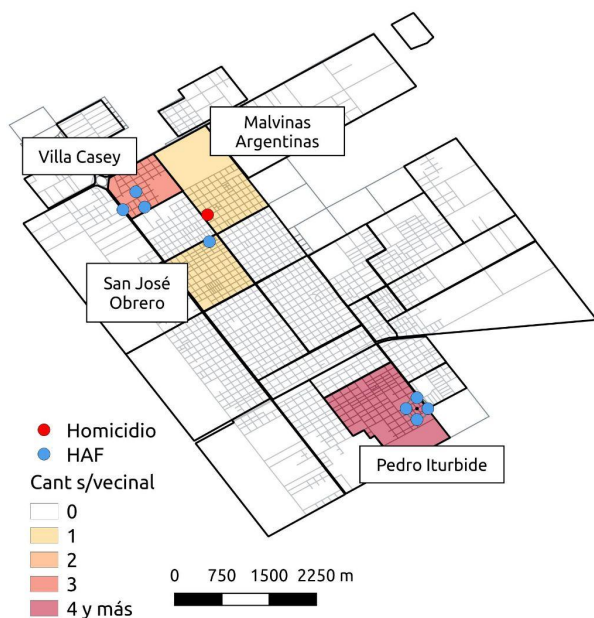 Malvinas
Argentinas
Villa Casey
San José
Obrero
Pedro Iturbide
Homicidio
HAF
Cant s/vecinal
0
1
2
3
4 y más
0 750 1500 2250 m